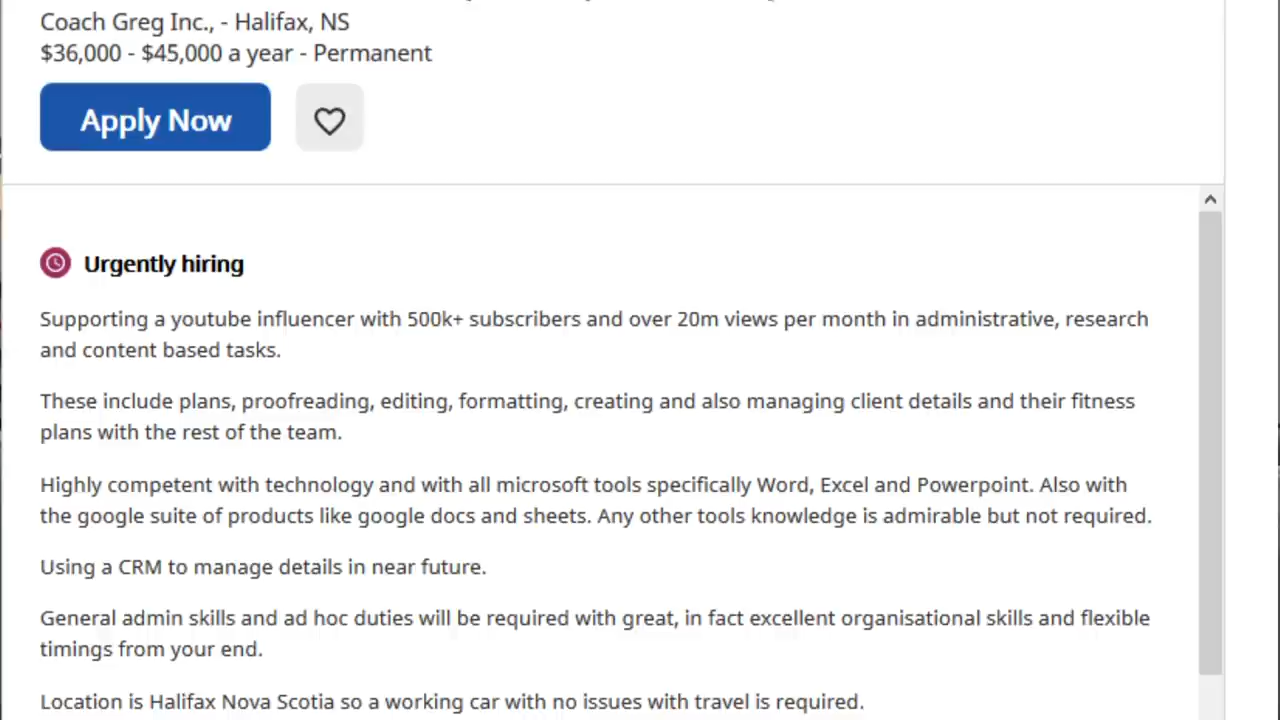 Coach Greg Inc., - Halifax, NS
$36,000 - $45,000 a year - Permanent
Apply Now
Urgently hiring
Supporting a youtube influencer with 500k+ subscribers and over 20m views per month in administrative, research
and content based tasks.
These include plans, proofreading, editing, formatting, creating and also managing client details and their fitness
plans with the rest of the team.
Highly competent with technology and with all microsoft tools specifically Word, Excel and Powerpoint. Also with
the google suite of products like google docs and sheets. Any other tools knowledge is admirable but not required.
Using a CRM to manage details in near future.
General admin skills and ad hoc duties will be required with great, in fact excellent organisational skills and flexible
timings from your end.
Location is Halifax Nova Scotia so a working car with no issues with travel is required.